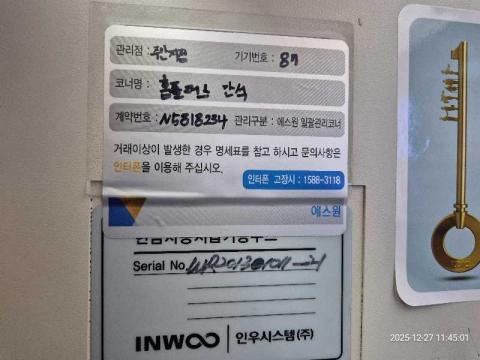 관리점 : 주안지점 기기번호 : 87
코너명 : 홈플러스 간석
계약번호 : N5818234 관리구분 : 에스원 일괄관리코너
거래이상이 발생한 경우 명세표를 참고 하시고 문의사항은
인터폰을 이용해 주십시오.
인터폰 고장시 : 1588-3118
에스원
Serial No.
INWOO 인우시스템(주)
2025-12-27 11:45:01